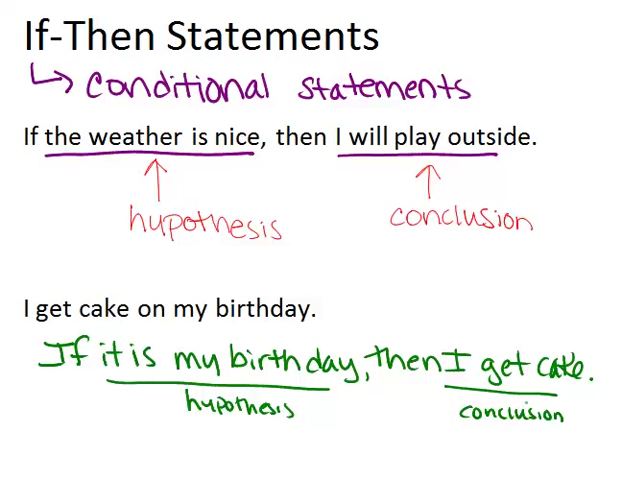 If-Then Statements
Conditional Statements
If the weather is nice, then I will play outside.
hypothesis conclusion
I get cake on my birthday.
If it is my birthday, then I get cake.
hypothesis conclusion